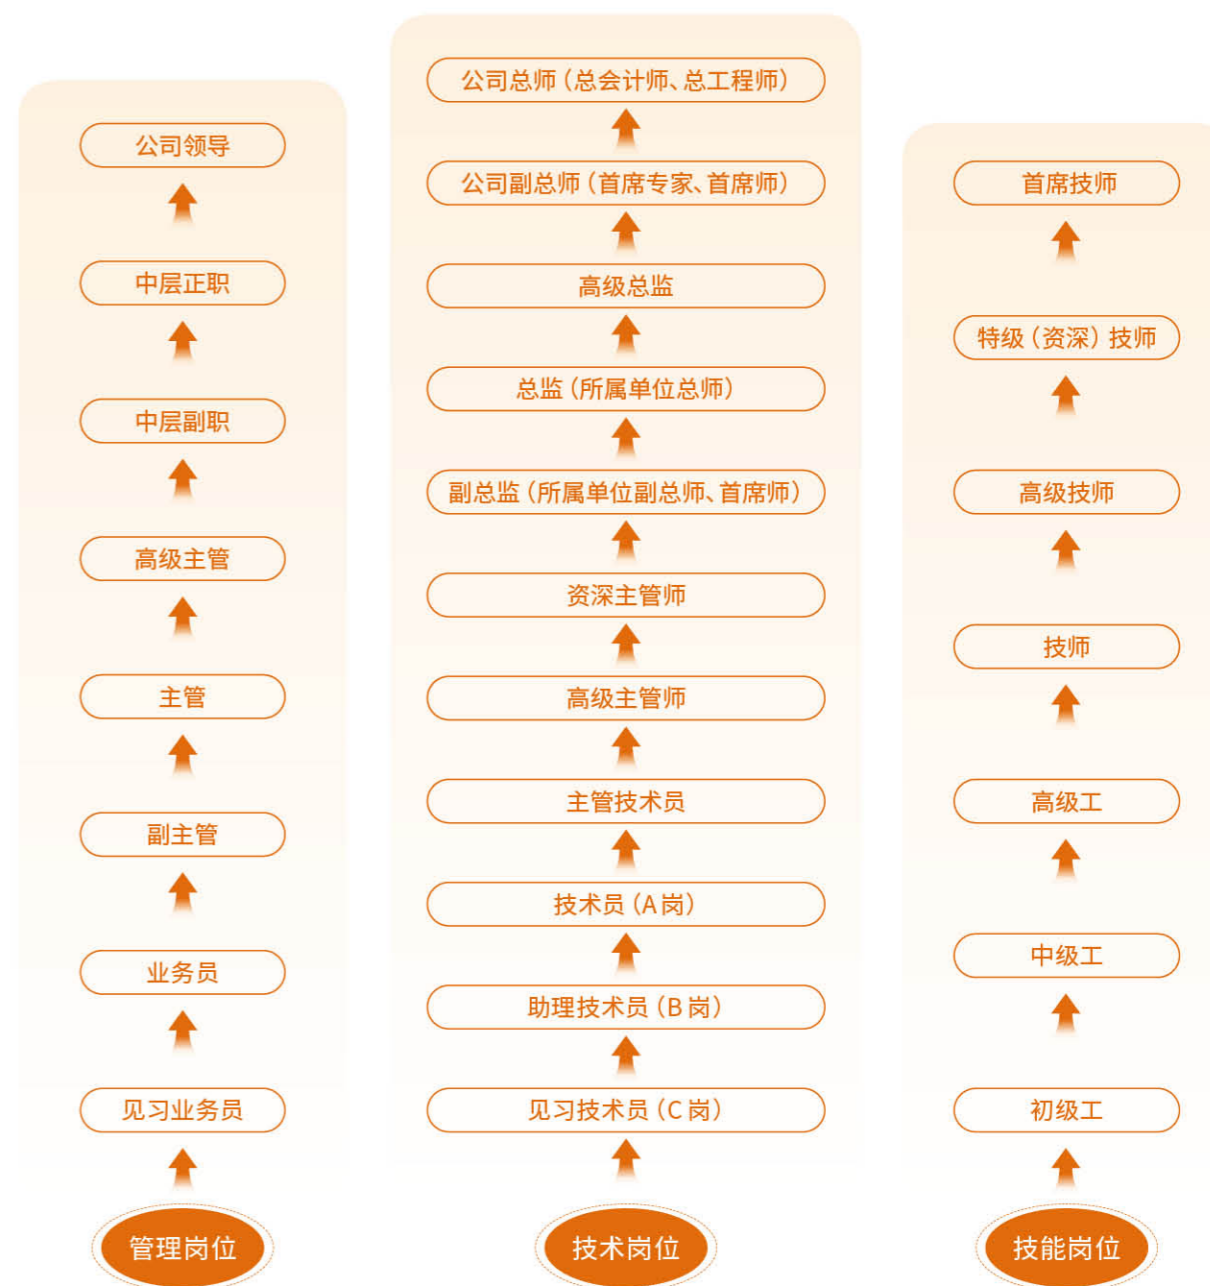 公司领导
中层正职
中层副职
高级主管
主管
副主管
业务员
见习业务员
管理岗位
公司总师（总会计师、总工程师）
公司副总师（首席专家、首席师）
高级总监
总监（所属单位总师）
副总监（所属单位副总师、首席师）
资深主管师
高级主管师
主管技术员
技术员（A岗）
助理技术员（B岗）
见习技术员（C岗）
技术岗位
首席技师
特级（资深）技师
高级技师
技师
高级工
中级工
初级工
技能岗位